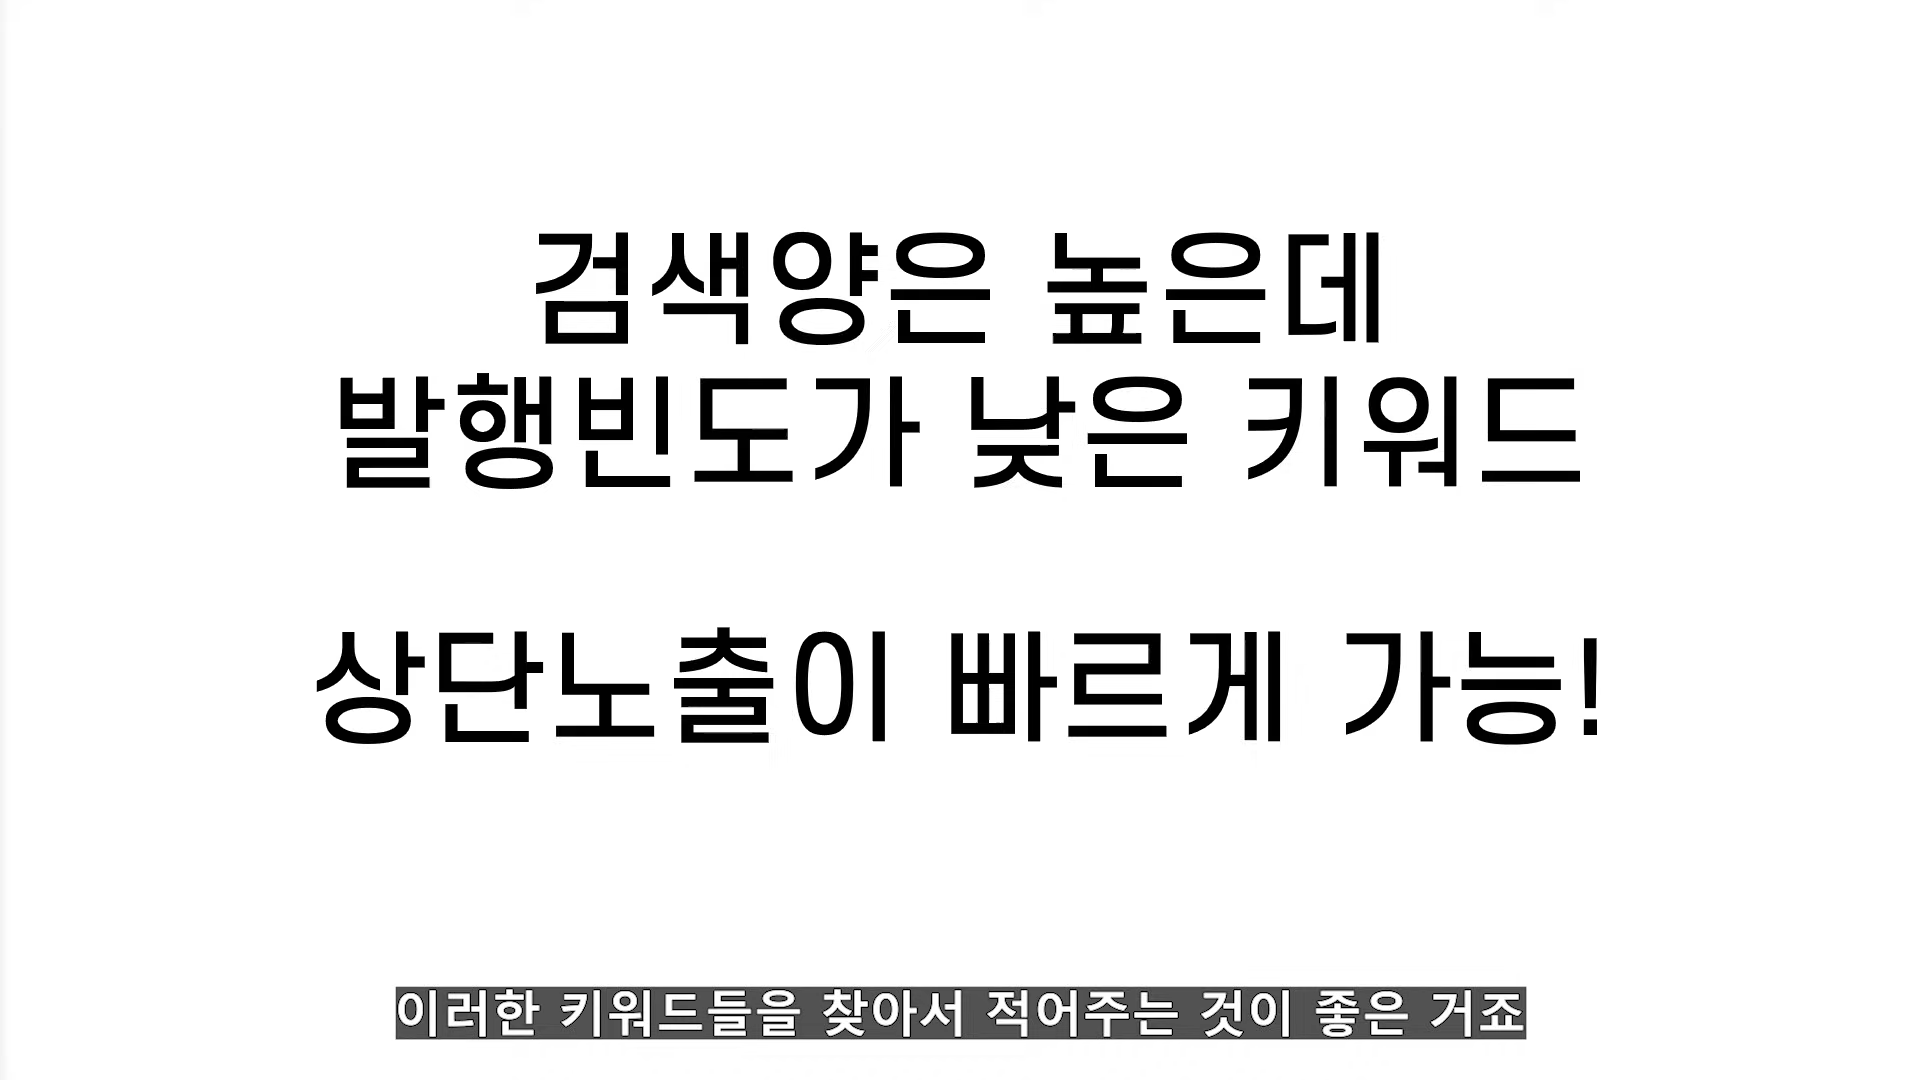 검색양은 높은데
발행빈도가 낮은 키워드
상단노출이 빠르게 가능!
이러한 키워드들을 찾아서 적어주는 것이 좋은 거죠